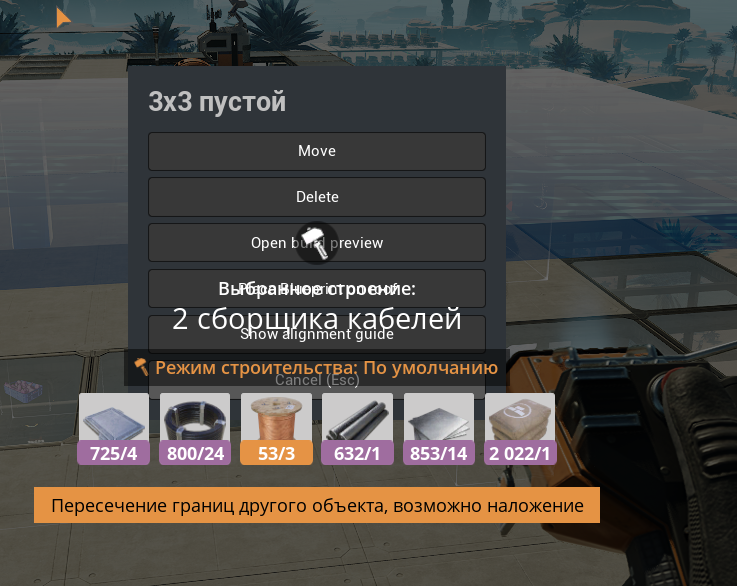 3х3 пустой
Move
Delete
Open build preview
Выбранное строение:
2 сборщика кабелей
Show alignment guide
Режим строительства: По умолчанию
Cancel (Esc)
725/4
800/24
53/3
632/1
853/14
2 022/1
Пересечение границ другого объекта, возможно наложение